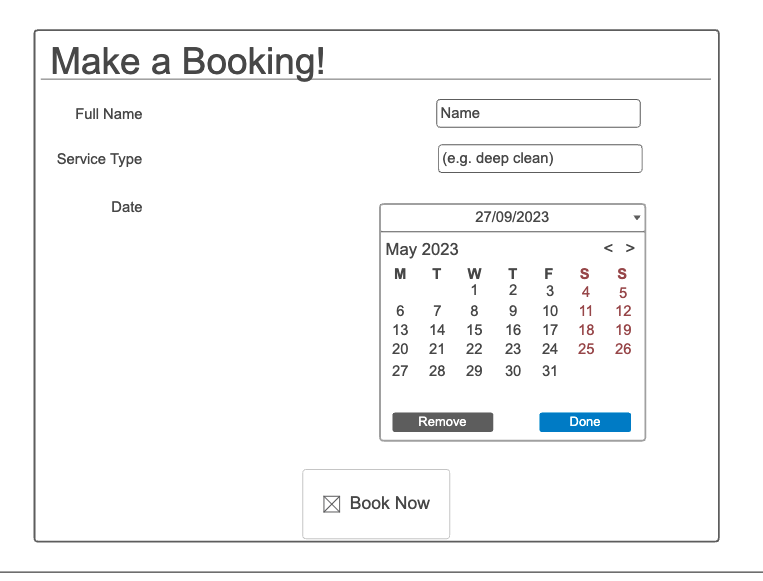 Make a Booking!
Full Name Name
Service Type (e.g. deep clean)
Date 27/09/2023
May 2023 < >
M T W T F S S
1 2 3 4 5
6 7 8 9 10 11 12
13 14 15 16 17 18 19
20 21 22 23 24 25 26
27 28 29 30 31
Remove Done
Book Now